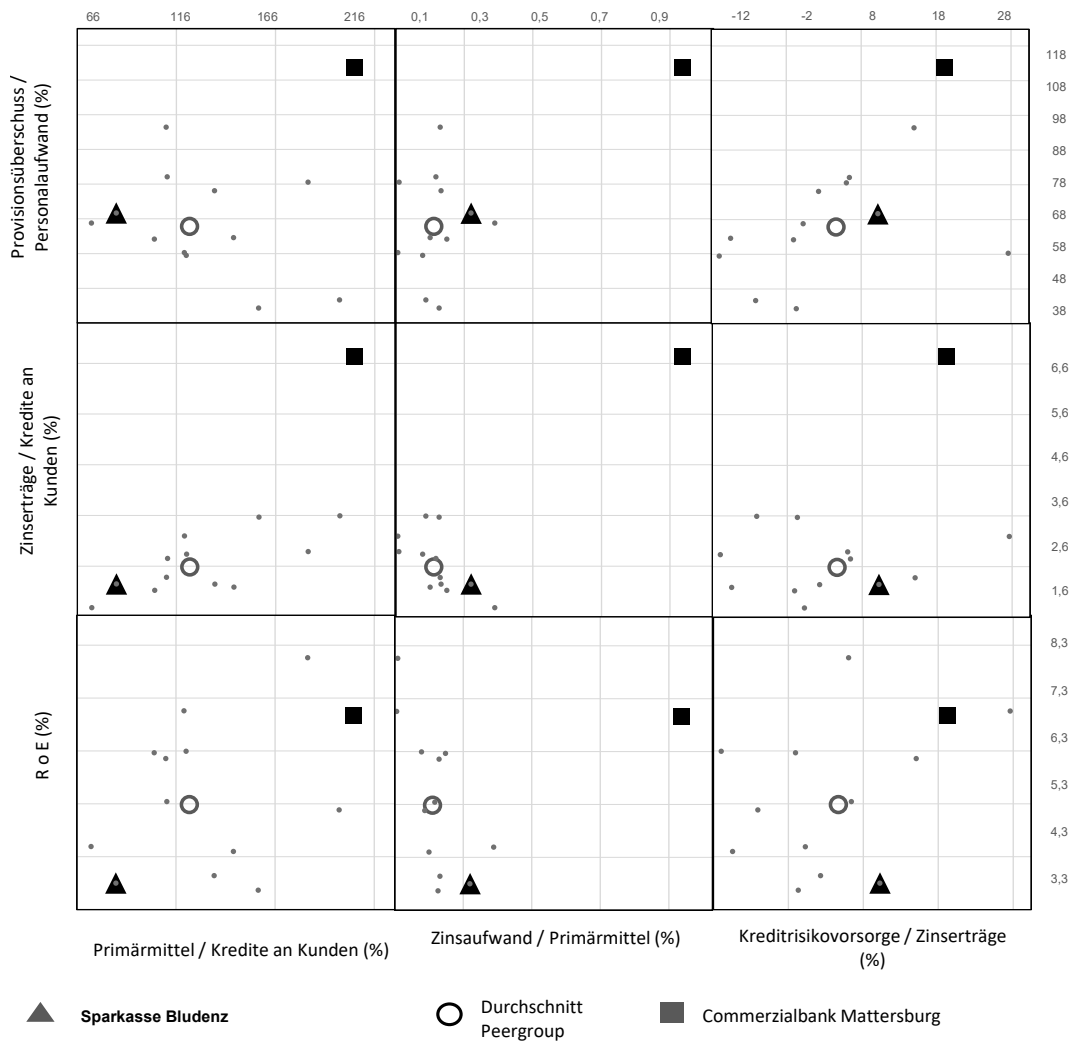 66 116 166 216 0,1 0,3 0,5 0,7 0,9 -12 -2 8 18 28
Provisionsüberschuss /
Personalaufwand (%)
118
108
98
88
78
68
58
48
38
Zinserträge / Kredite an
Kunden (%)
6,6
5,6
4,6
3,6
2,6
1,6
R o E (%)
8,3
7,3
6,3
5,3
4,3
3,3
Primärmittel / Kredite an Kunden (%)
Zinsaufwand / Primärmittel (%)
Kreditrisikovorsorge / Zinserträge
(%)
Sparkasse Bludenz
Durchschnitt
Peergroup
Commerzialbank Mattersburg